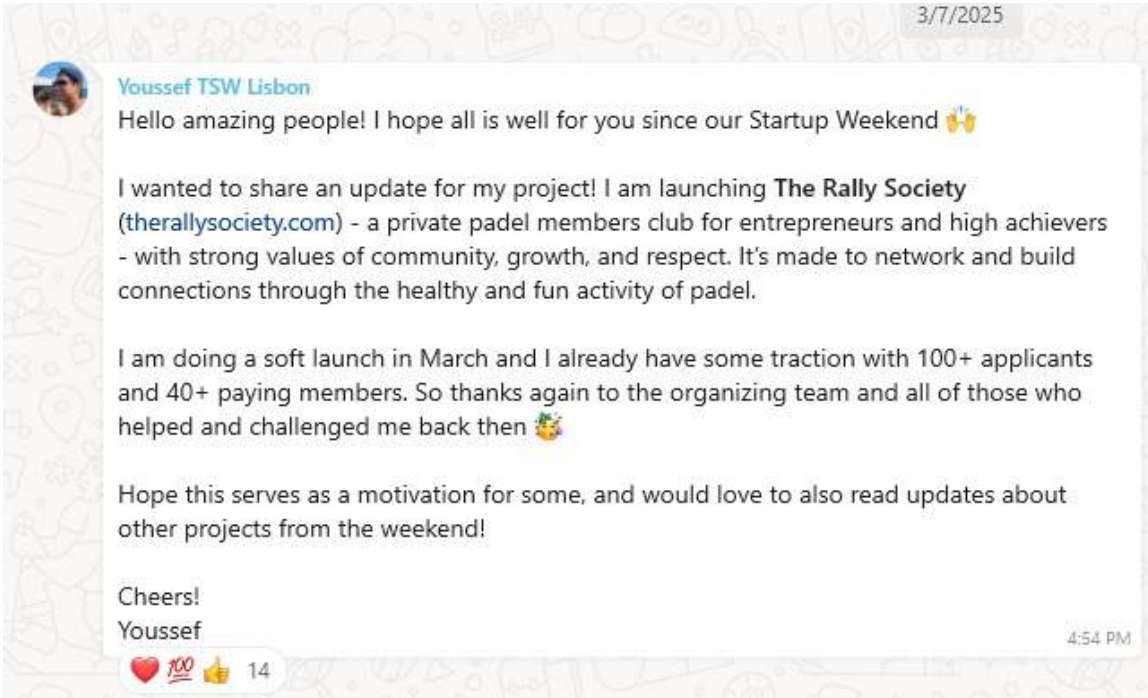 3/7/2025
Youssef TSW Lisbon
Hello amazing people! I hope all is well for you since our Startup Weekend 🙌
I wanted to share an update for my project! I am launching The Rally Society
(therallysociety.com) - a private padel members club for entrepreneurs and high achievers
- with strong values of community, growth, and respect. It's made to network and build
connections through the healthy and fun activity of padel.
I am doing a soft launch in March and I already have some traction with 100+ applicants
and 40+ paying members. So thanks again to the organizing team and all of those who
helped and challenged me back then 🥳
Hope this serves as a motivation for some, and would love to also read updates about
other projects from the weekend!
Cheers!
Youssef
4:54 PM
❤️ 💯 👍 14